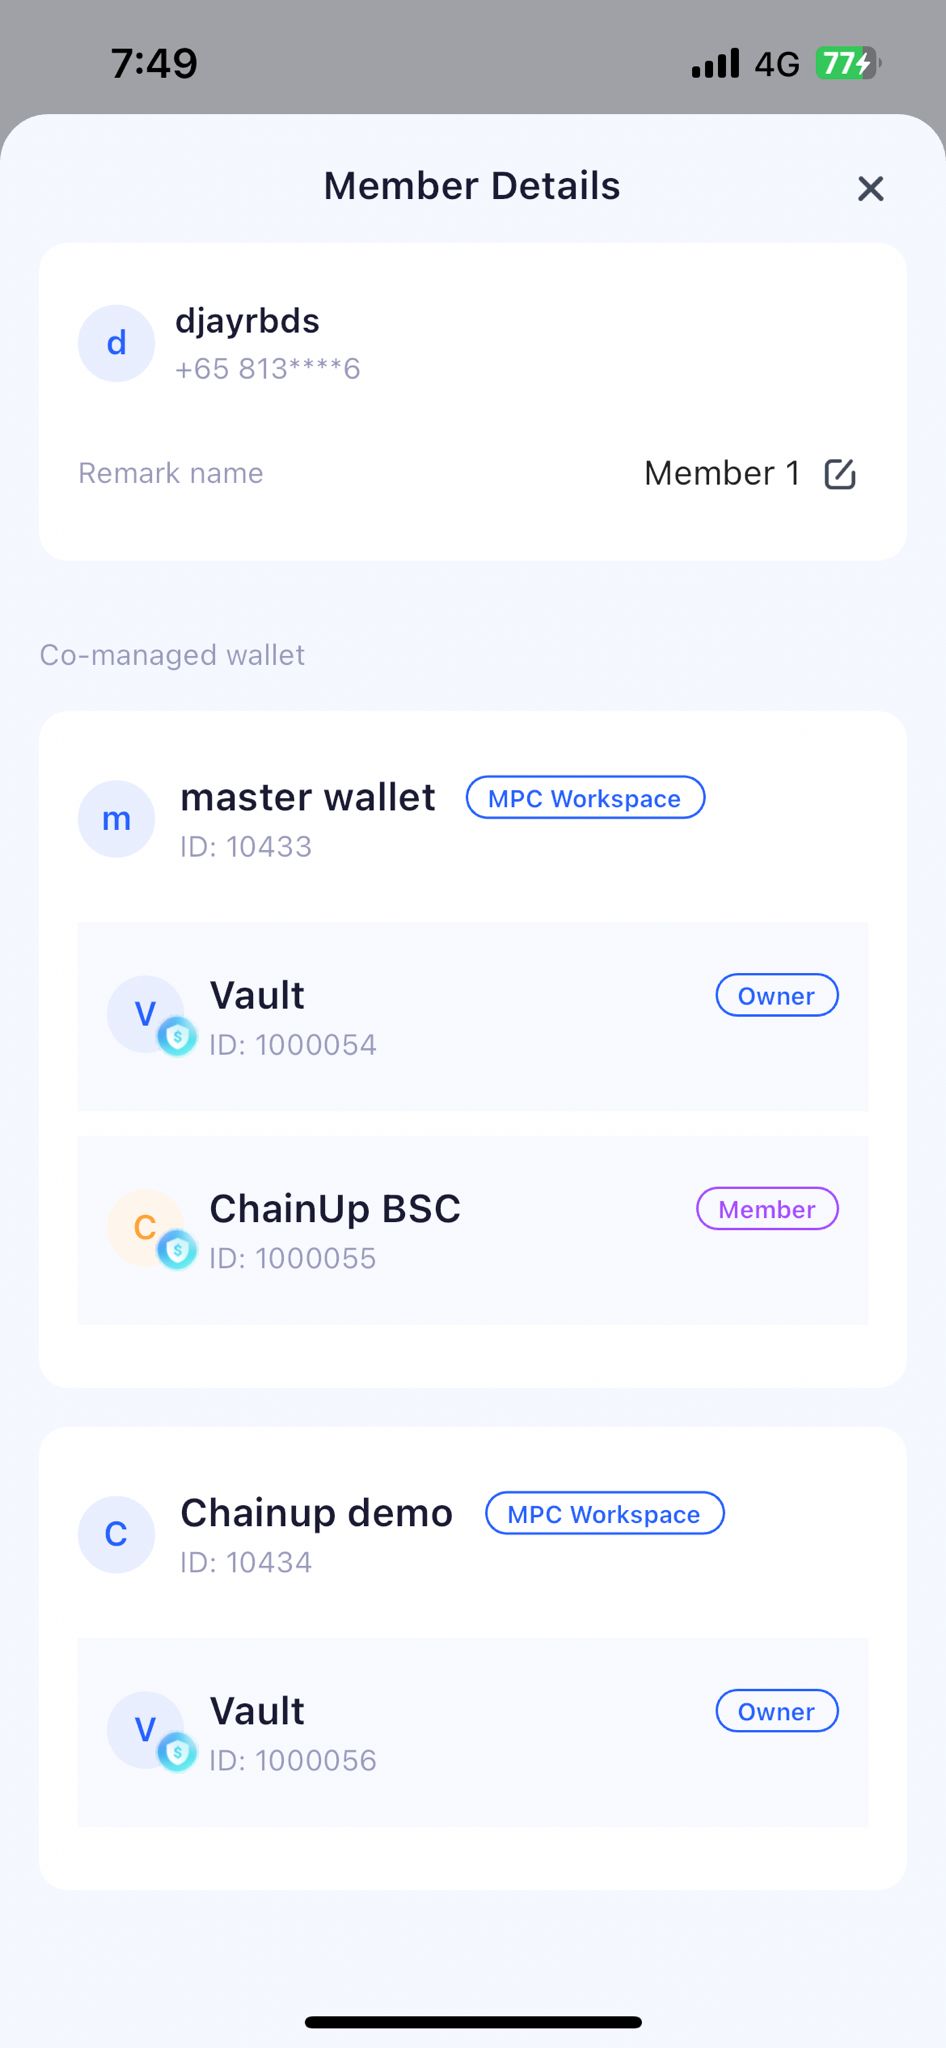 7:49
4G
77
Member Details
d
djayrbds
+65 813****6
Remark name
Member 1
Co-managed wallet
m
master wallet
MPC Workspace
ID: 10433
V
Vault
Owner
ID: 1000054
C
ChainUp BSC
Member
ID: 1000055
C
Chainup demo
MPC Workspace
ID: 10434
V
Vault
Owner
ID: 1000056